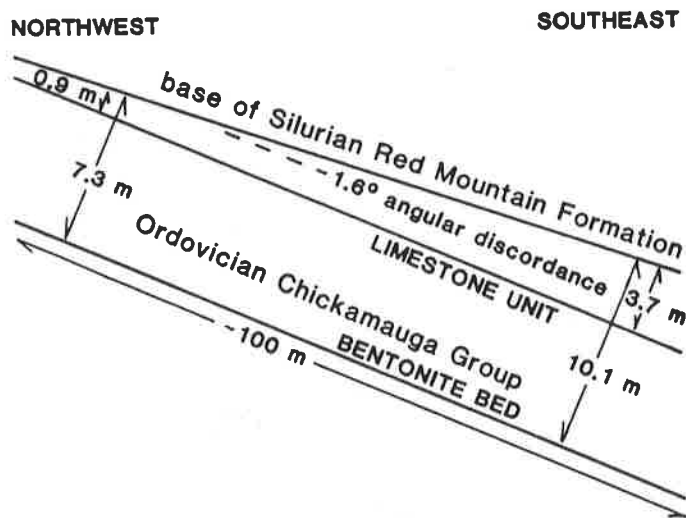 NORTHWEST
SOUTHEAST
0.9 m
base of Silurian Red Mountain Formation
7.3 m
~1.6° angular discordance
3.7 m
LIMESTONE UNIT
Ordovician Chickamauga Group
10.1 m
BENTONITE BED
~100 m